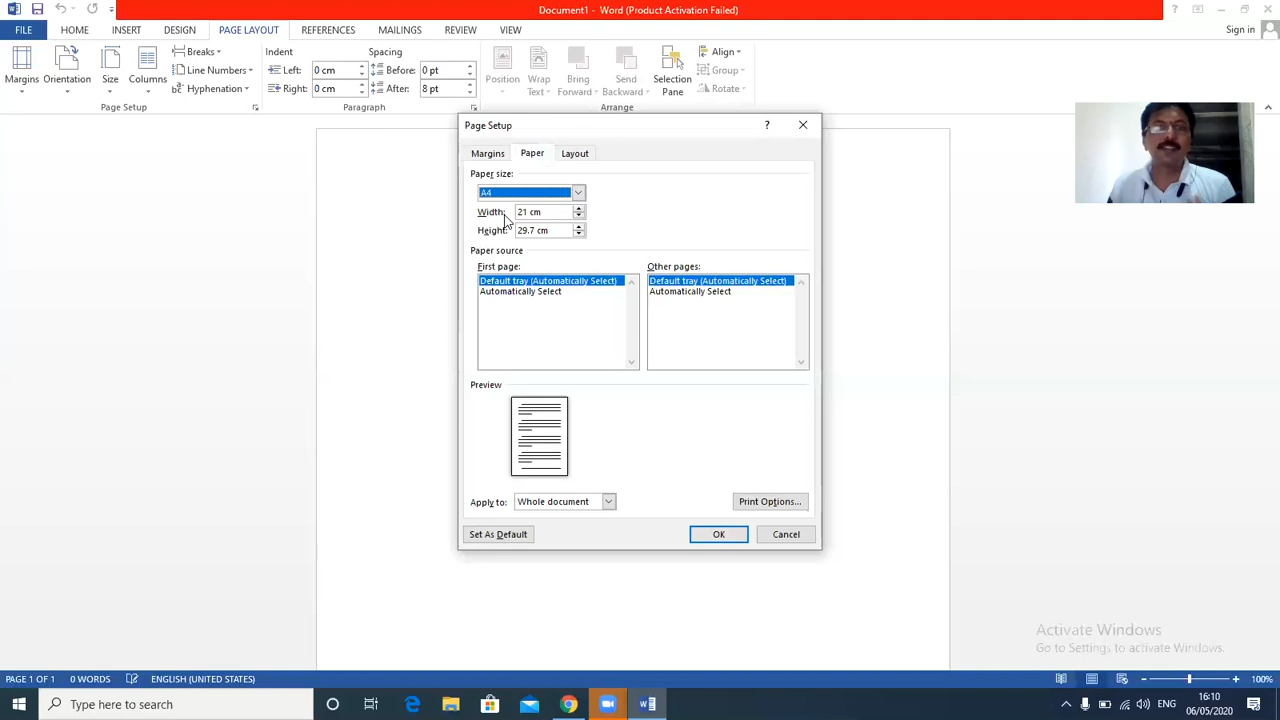 Document1 - Word (Product Activation Failed)
FILE HOME INSERT DESIGN PAGE LAYOUT REFERENCES MAILINGS REVIEW VIEW Sign in
Margins Orientation Size Columns
Breaks
Line Numbers
Hyphenation
Page Setup
Indent Spacing
Left: 0 cm Before: 0 pt
Right: 0 cm After: 8 pt
Paragraph
Position Wrap Text Bring Forward Send Backward Selection Pane
Align
Group
Rotate
Arrange
Page Setup
Margins Paper Layout
Paper size:
A4
Width: 21 cm
Height: 29.7 cm
Paper source
First page: Other pages:
Default tray (Automatically Select) Default tray (Automatically Select)
Automatically Select Automatically Select
Preview
Apply to: Whole document Print Options...
Set As Default OK Cancel
Activate Windows
Go to Settings to activate Windows.
PAGE 1 OF 1 0 WORDS ENGLISH (UNITED STATES) 100%
Type here to search
ENG
16:10
06/05/2020